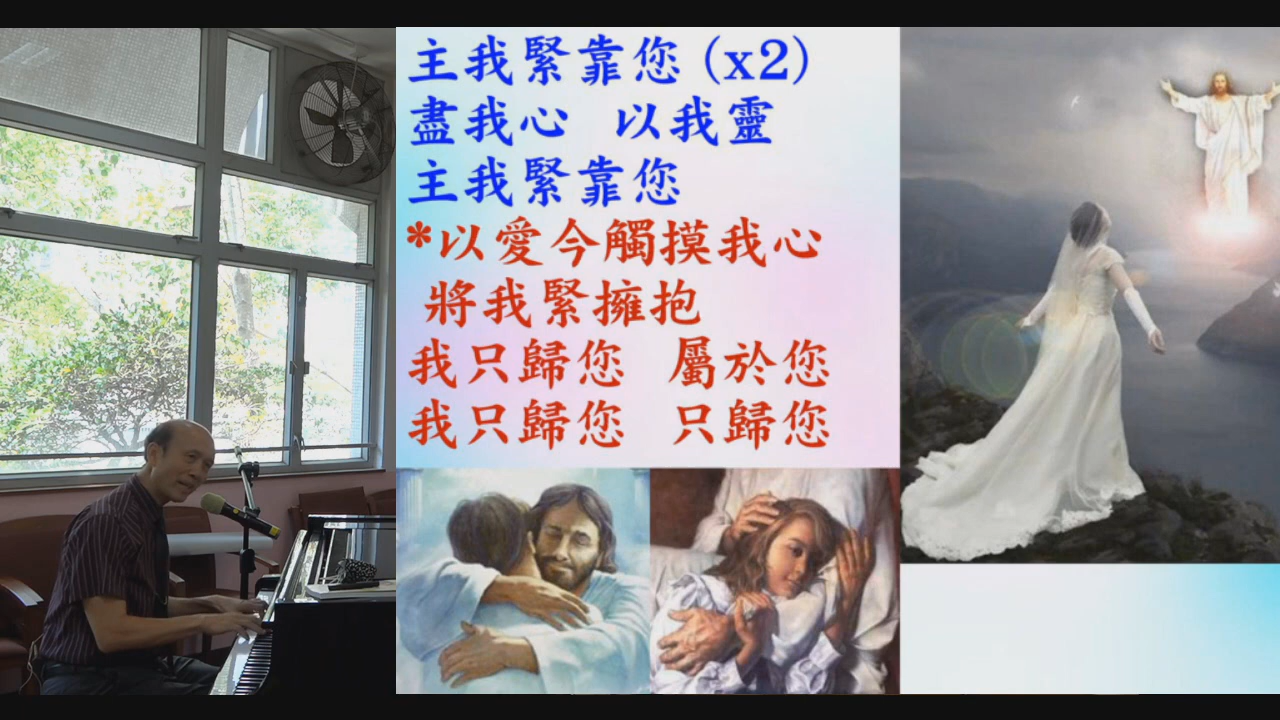 主我緊靠您 (x2)
盡我心 以我靈
主我緊靠您
*以愛今觸摸我心
將我緊擁抱
我只歸您 屬於您
我只歸您 只歸您